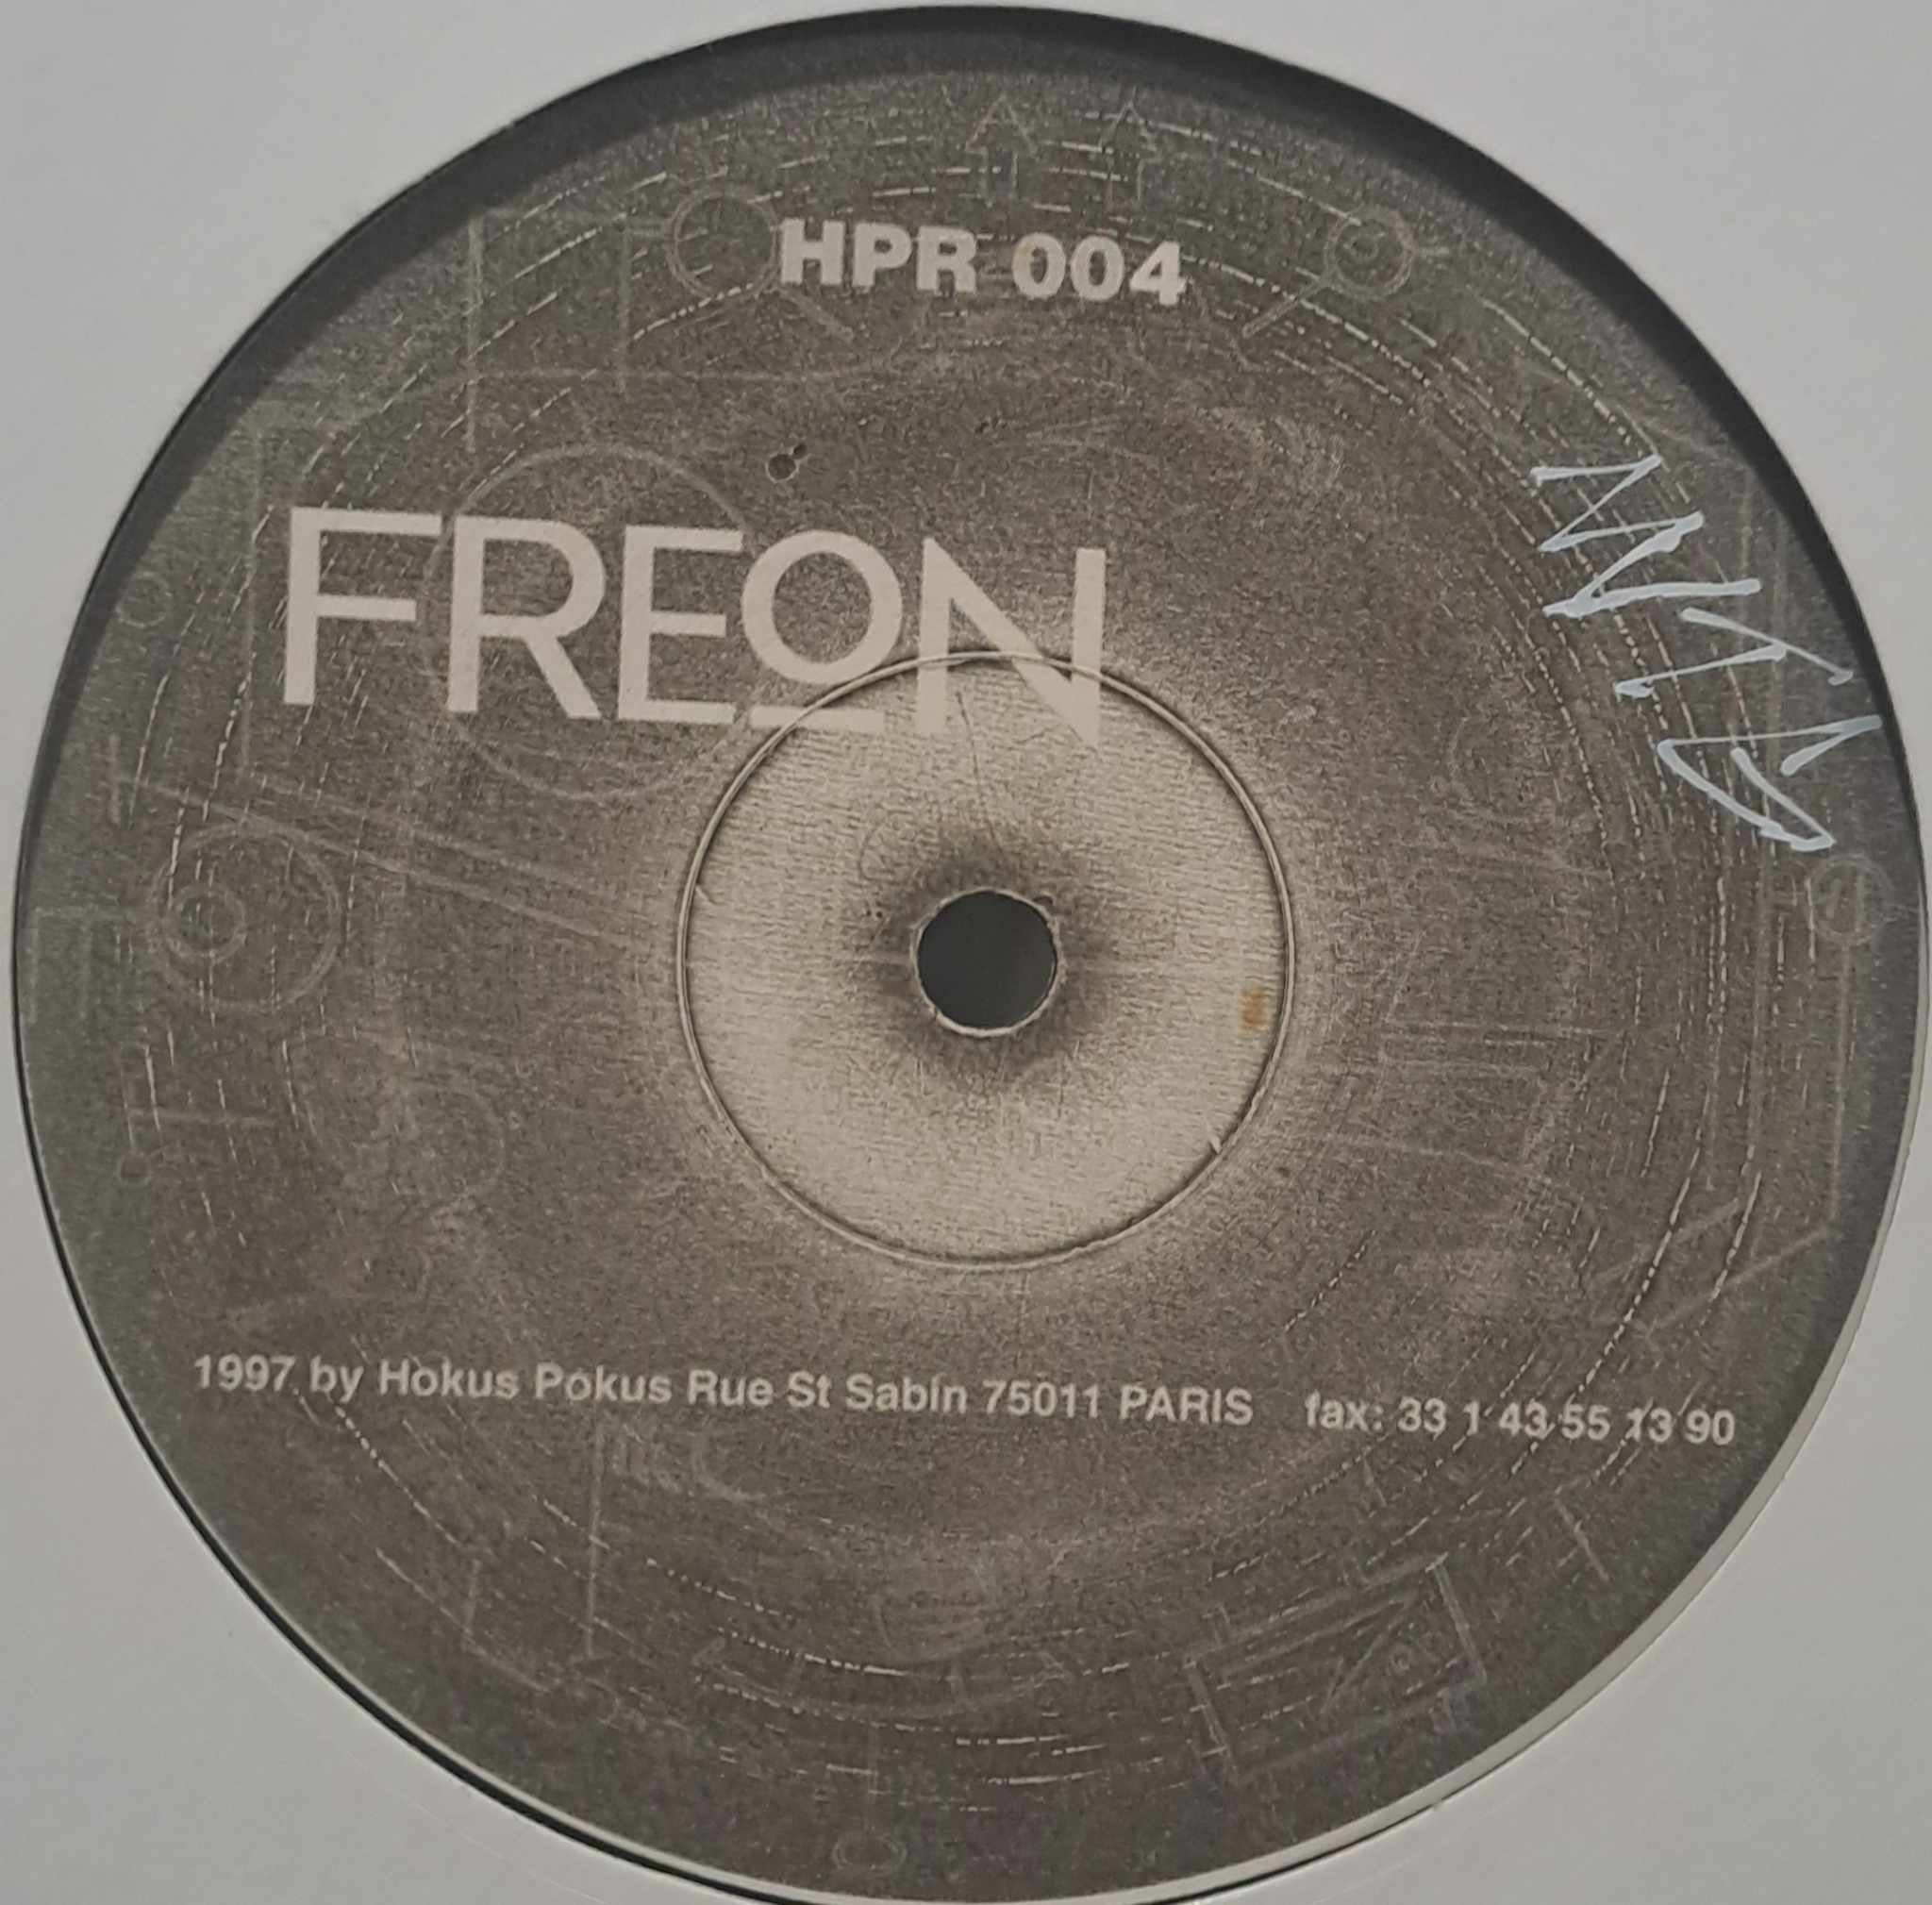 HPR 004
FREON
1997 by Hokus Pokus Rue St Sabin 75011 PARIS fax: 33 1 43 55 13 90